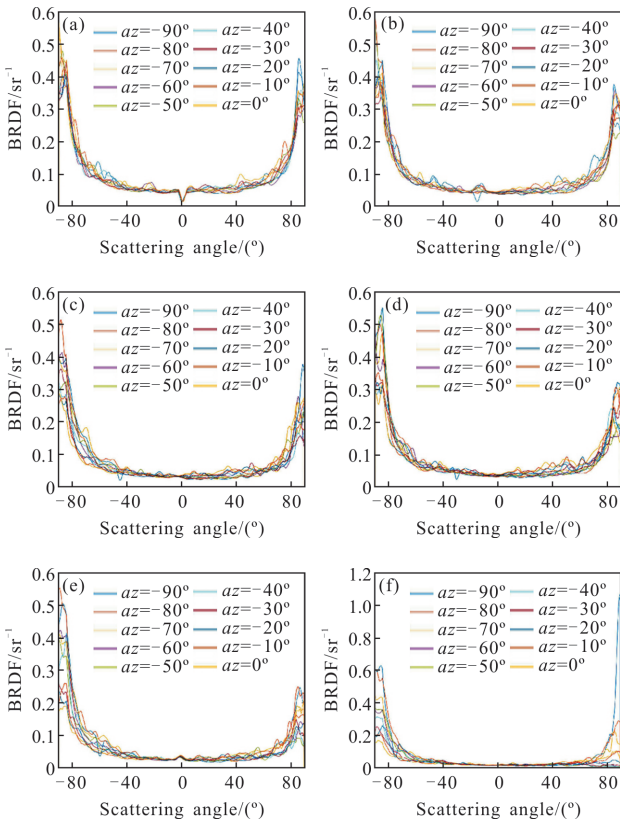 (a)
az=−90º az=−40º
az=−80º az=−30º
az=−70º az=−20º
az=−60º az=−10º
az=−50º az=0º
0.6
0.5
0.4
0.3
0.2
0.1
0
BRDF/sr⁻¹
−80 −40 0 40 80
Scattering angle/(º)
(b)
az=−90º az=−40º
az=−80º az=−30º
az=−70º az=−20º
az=−60º az=−10º
az=−50º az=0º
0.6
0.5
0.4
0.3
0.2
0.1
0
BRDF/sr⁻¹
−80 −40 0 40 80
Scattering angle/(º)
(c)
az=−90º az=−40º
az=−80º az=−30º
az=−70º az=−20º
az=−60º az=−10º
az=−50º az=0º
0.6
0.5
0.4
0.3
0.2
0.1
0
BRDF/sr⁻¹
−80 −40 0 40 80
Scattering angle/(º)
(d)
az=−90º az=−40º
az=−80º az=−30º
az=−70º az=−20º
az=−60º az=−10º
az=−50º az=0º
0.6
0.5
0.4
0.3
0.2
0.1
0
BRDF/sr⁻¹
−80 −40 0 40 80
Scattering angle/(º)
(e)
az=−90º az=−40º
az=−80º az=−30º
az=−70º az=−20º
az=−60º az=−10º
az=−50º az=0º
0.6
0.5
0.4
0.3
0.2
0.1
0
BRDF/sr⁻¹
−80 −40 0 40 80
Scattering angle/(º)
(f)
az=−90º az=−40º
az=−80º az=−30º
az=−70º az=−20º
az=−60º az=−10º
az=−50º az=0º
1.2
1.0
0.8
0.6
0.4
0.2
0
BRDF/sr⁻¹
−80 −40 0 40 80
Scattering angle/(º)